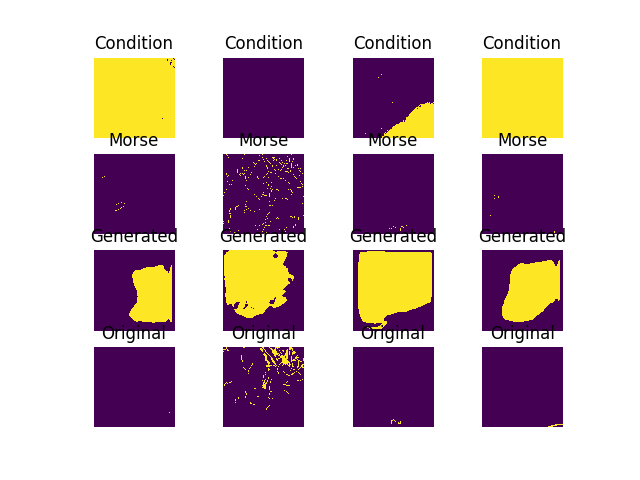 Condition Condition Condition Condition
Morse Morse Morse Morse
Generated Generated Generated Generated
Original Original Original Original